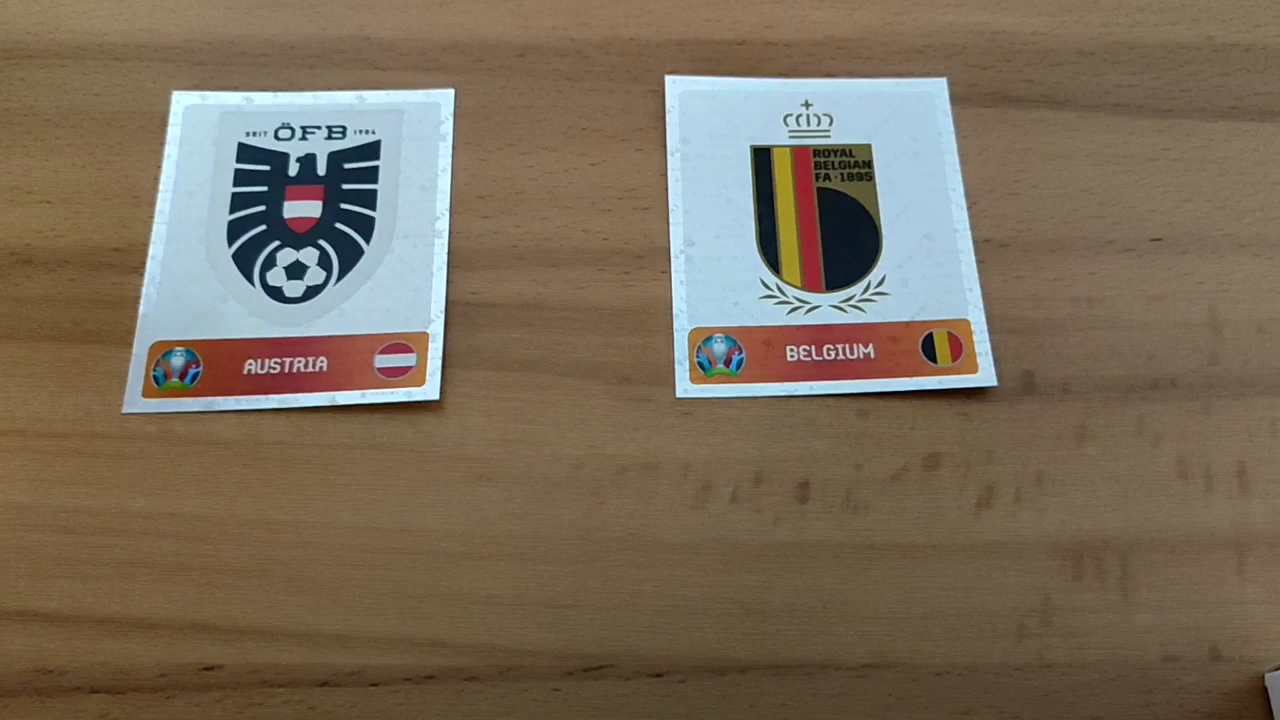 SEIT ÖFB 1904
AUSTRIA
ROYAL
BELGIAN
FA·1895
BELGIUM